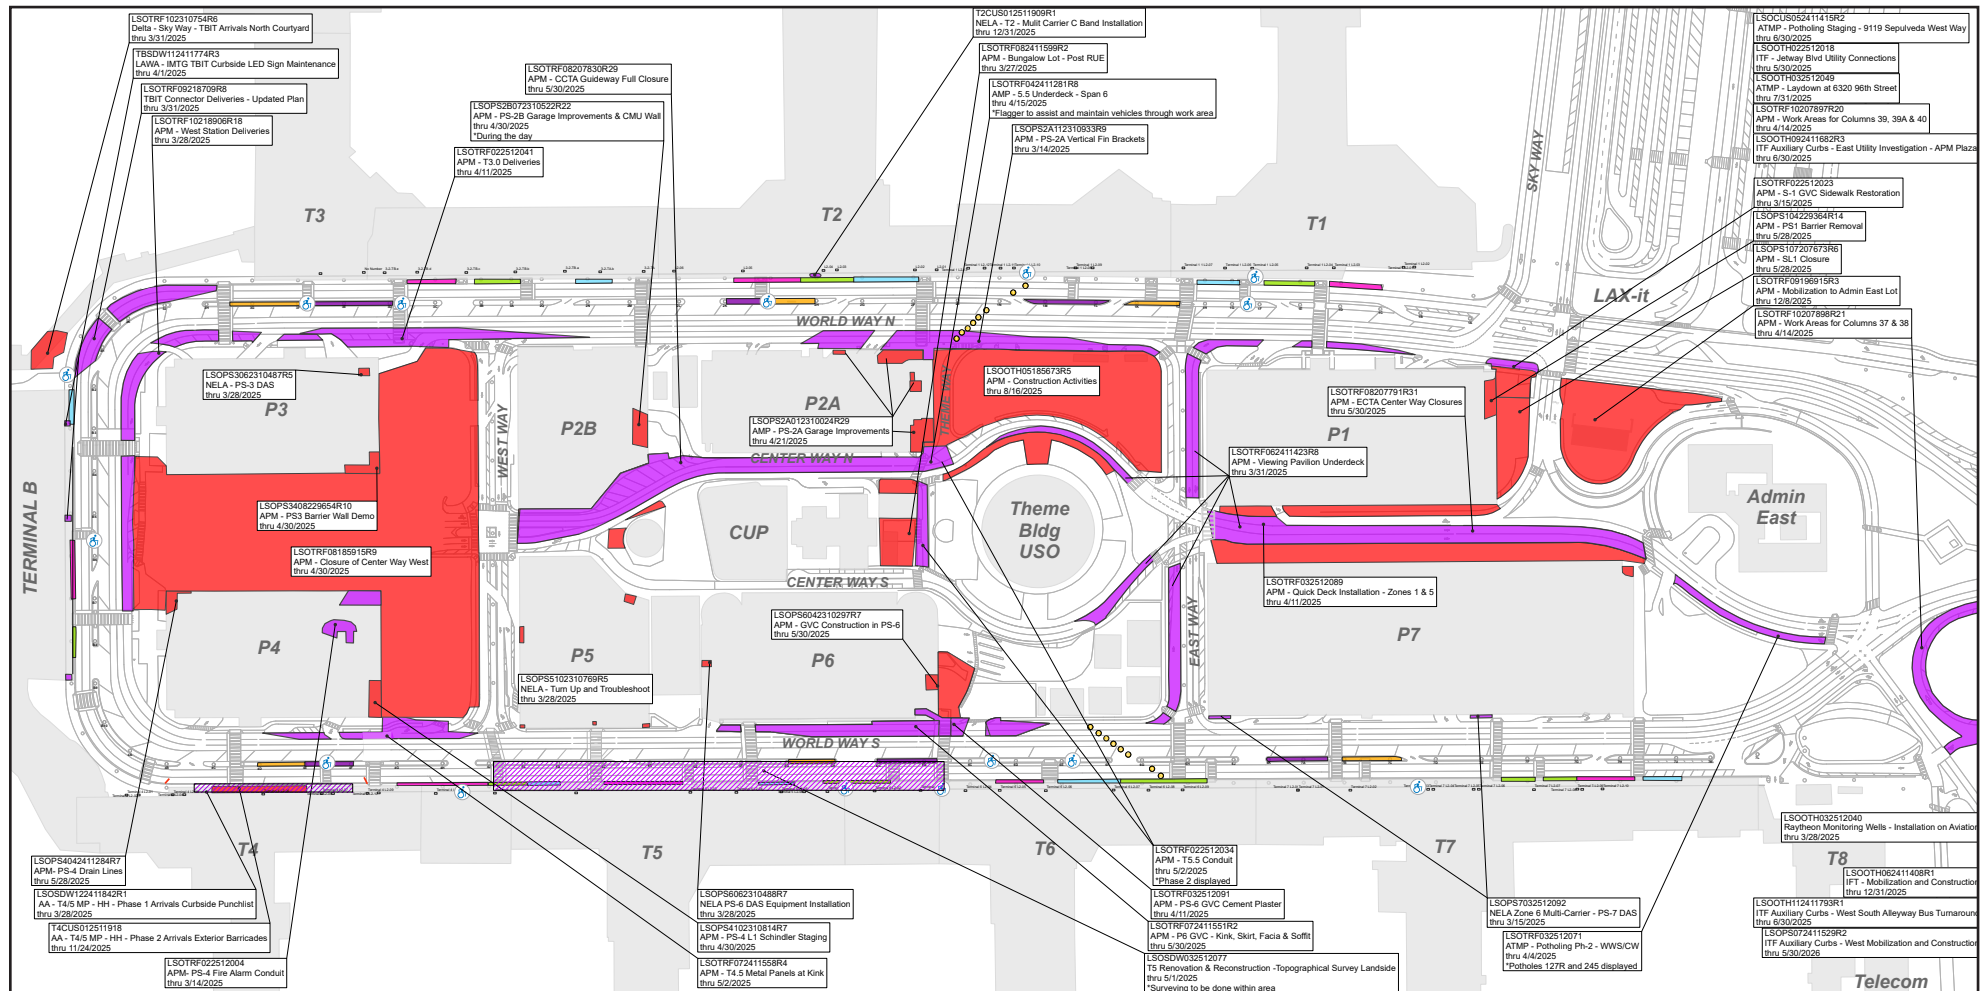 LSOTRF102310754R6
Delta - Sky Way - TBIT Arrivals North Courtyard
thru 3/31/2025
TBSDW112411774R3
LAWA - IMTG TBIT Curbside LED Sign Maintenance
thru 4/1/2025
LSOTRF09218709R8
TBIT Connector Deliveries - Updated Plan
thru 3/31/2025
LSOTRF10218906R18
APM - West Station Deliveries
thru 3/28/2025
LSOTRF08207830R29
APM - CCTA Guideway Full Closure
thru 5/30/2025
LSOPS2B072310522R22
APM - PS-2B Garage Improvements & CMU Wall
thru 4/30/2025
*During the day
LSOTRF022512041
APM - T3.0 Deliveries
thru 4/11/2025
T2CUS012511909R1
NELA - T2 - Mulit Carrier C Band Installation
thru 12/31/2025
LSOTRF082411599R2
APM - Bungalow Lot - Post RUE
thru 3/27/2025
LSOTRF042411281R8
AMP - 5.5 Underdeck - Span 6
thru 4/15/2025
*Flagger to assist and maintain vehicles through work area
LSOPS2A112310933R9
APM - PS-2A Vertical Fin Brackets
thru 3/14/2025
LSOCUS052411415R2
ATMP - Potholing Staging - 9119 Sepulveda West Way
thru 6/30/2025
LSOOTH022512018
ITF - Jetway Blvd Utility Connections
thru 5/30/2025
LSOOTH032512049
ATMP - Laydown at 6320 96th Street
thru 7/31/2025
LSOTRF10207897R20
APM - Work Areas for Columns 39, 39A & 40
thru 4/14/2025
LSOOTH092411682R3
ITF Auxiliary Curbs - East Utility Investigation - APM Plaza
thru 6/30/2025
LSOTRF022512023
APM - S-1 GVC Sidewalk Restoration
thru 3/15/2025
LSOPS104229364R14
APM - PS1 Barrier Removal
thru 5/28/2025
LSOPS107207673R6
APM - SL1 Closure
thru 5/28/2025
LSOTRF09196915R3
APM - Mobilization to Admin East Lot
thru 12/8/2025
LSOTRF10207898R21
APM - Work Areas for Columns 37 & 38
thru 4/14/2025
T3
T2
T1
SKY WAY
LAX-it
WORLD WAY N
LSOPS3062310487R5
NELA - PS-3 DAS
thru 3/28/2025
P3
WEST WAY
P2B
P2A
LSOPS2A012310024R29
AMP - PS-2A Garage Improvements
thru 4/21/2025
THEME WAY
LSOOTH05185673R5
APM - Construction Activities
thru 8/16/2025
LSOTRF08207791R31
APM - ECTA Center Way Closures
thru 5/30/2025
P1
CENTER WAY N
LSOTRF062411423R8
APM - Viewing Pavilion Underdeck
thru 3/31/2025
LSOPS3408229654R10
APM - PS3 Barrier Wall Demo
thru 4/30/2025
TERMINAL B
CUP
Theme
Bldg
USO
Admin
East
LSOTRF08185915R9
APM - Closure of Center Way West
thru 4/30/2025
CENTER WAY S
LSOTRF032512089
APM - Quick Deck Installation - Zones 1 & 5
thru 4/11/2025
LSOPS6042310297R7
APM - GVC Construction in PS-6
thru 5/30/2025
EAST WAY
P4
P5
P6
P7
LSOPS5102310769R5
NELA - Turn Up and Troubleshoot
thru 3/28/2025
WORLD WAY S
T4
T5
T6
T7
T8
LSOPS4042411284R7
APM- PS-4 Drain Lines
thru 5/28/2025
LSOSDW122411842R1
AA - T4/5 MP - HH - Phase 1 Arrivals Curbside Punchlist
thru 3/28/2025
T4CUS012511918
AA - T4/5 MP - HH - Phase 2 Arrivals Exterior Barricades
thru 11/24/2025
LSOTRF022512004
APM- PS-4 Fire Alarm Conduit
thru 3/14/2025
LSOPS6062310488R7
NELA PS-6 DAS Equipment Installation
thru 3/28/2025
LSOPS4102310814R7
APM - PS-4 L1 Schindler Staging
thru 4/30/2025
LSOTRF072411558R4
APM - T4.5 Metal Panels at Kink
thru 5/2/2025
LSOTRF022512034
APM - T5.5 Conduit
thru 5/2/2025
*Phase 2 displayed
LSOTRF032512091
APM - PS-6 GVC Cement Plaster
thru 4/11/2025
LSOTRF072411551R2
APM - P6 GVC - Kink, Skirt, Facia & Soffit
thru 5/30/2025
LSOSDW032512077
T5 Renovation & Reconstruction -Topographical Survey Landside
thru 5/1/2025
*Surveying to be done within area
LSOPS7032512092
NELA Zone 6 Multi-Carrier - PS-7 DAS
thru 3/15/2025
LSOTRF032512071
ATMP - Potholing Ph-2 - WWS/CW
thru 4/4/2025
*Potholes 127R and 245 displayed
LSOOTH032512040
Raytheon Monitoring Wells - Installation on Aviation
thru 3/28/2025
LSOOTH062411408R1
IFT - Mobilization and Construction
thru 12/31/2025
LSOOTH112411793R1
ITF Auxiliary Curbs - West South Alleyway Bus Turnaround
thru 6/30/2025
LSOPS072411529R2
ITF Auxiliary Curbs - West Mobilization and Construction
thru 5/30/2026
Telecom